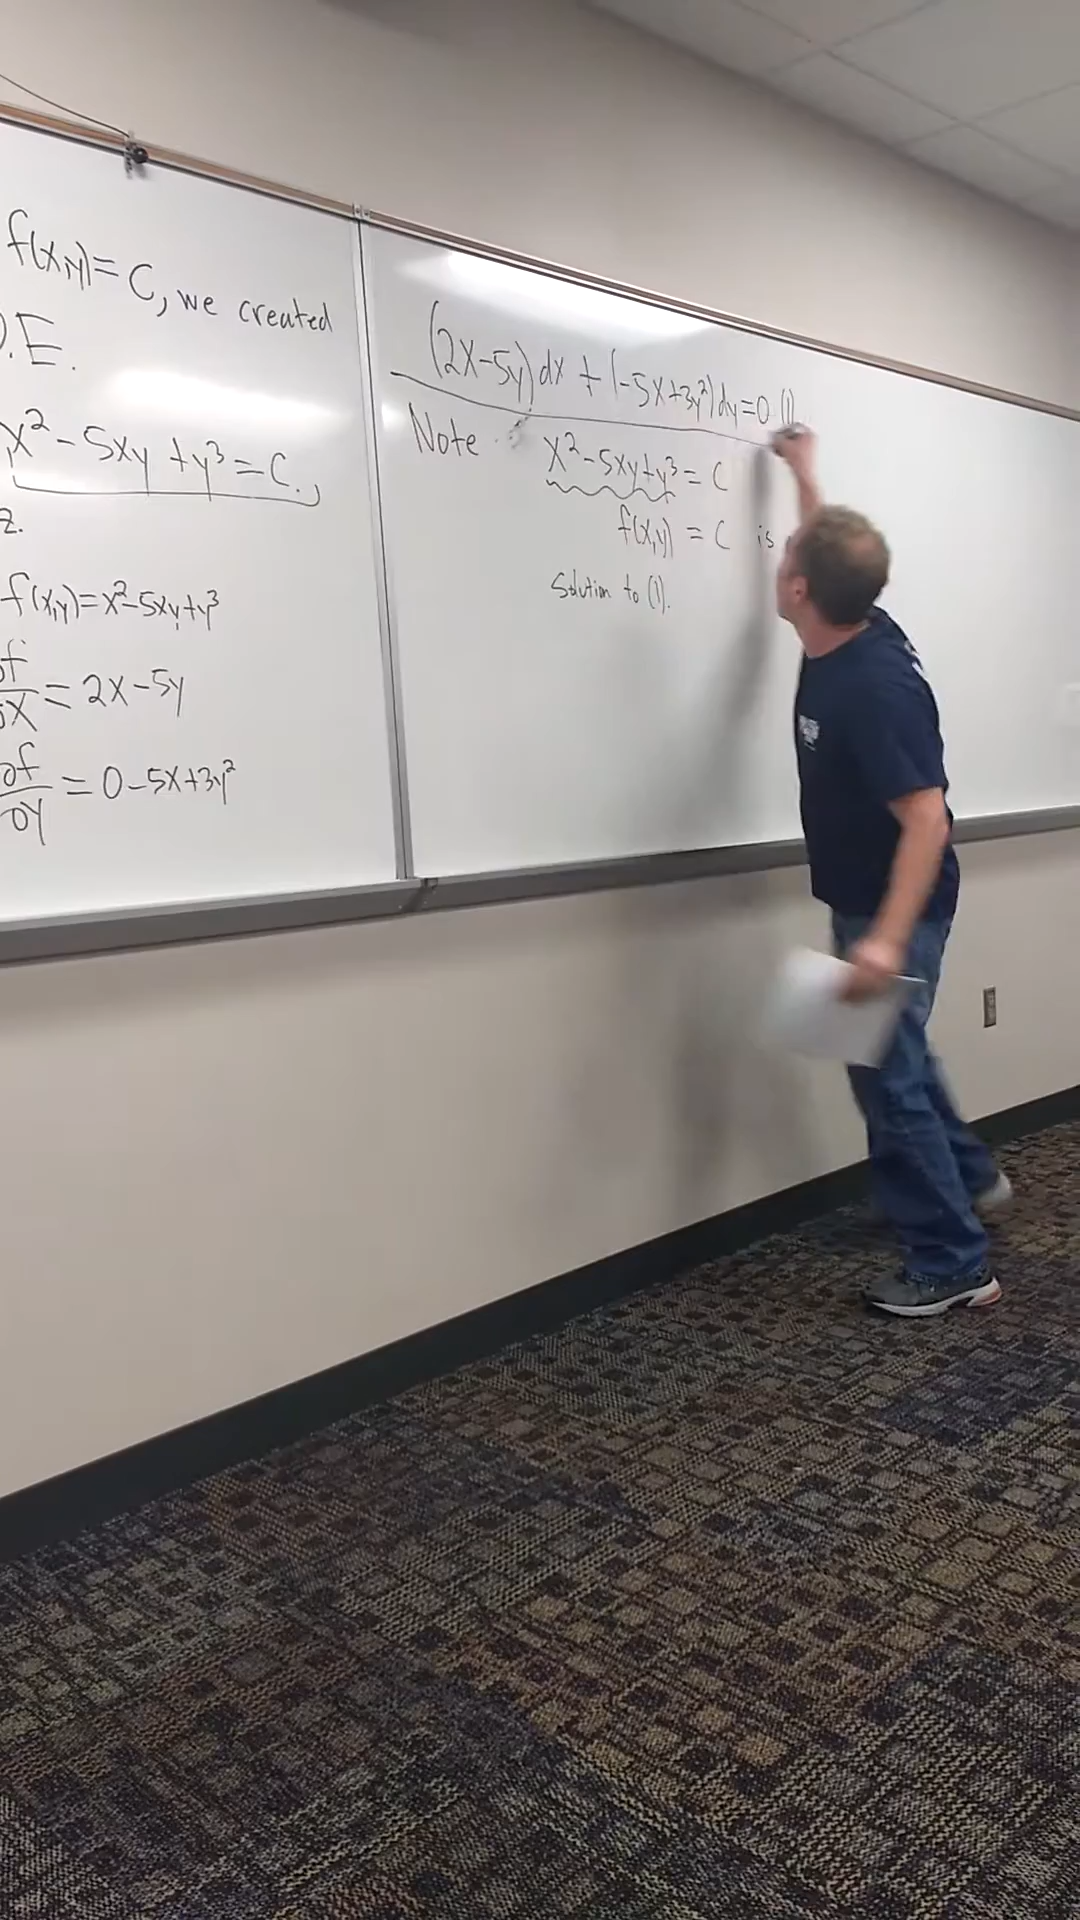 f(x,y)=C, we created
D.E.
x²-5xy+y³=C.
z.
f(x,y)=x²-5xy+y³
∂f/∂x=2x-5y
∂f/∂y=0-5x+3y²
(2x-5y)dx+(-5x+3y²)dy=0 (1)
Note
x²-5xy+y³=C
f(x,y)=C is
Solution to (1).